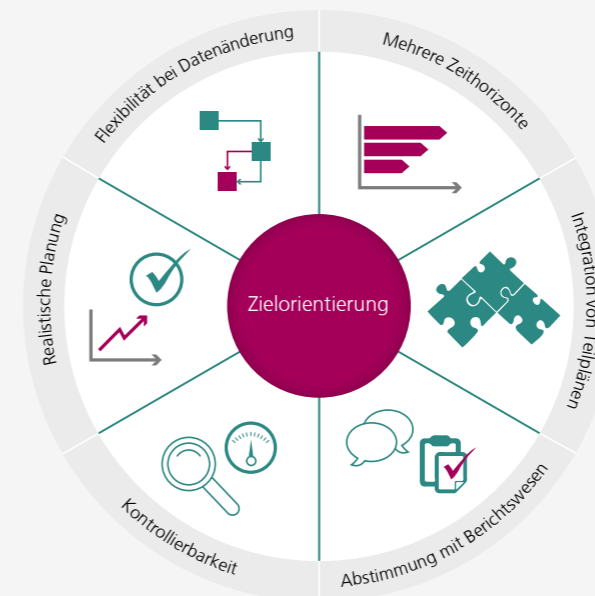 Flexibilität bei Datenänderung
Mehrere Zeithorizonte
Integration von Teilplänen
Abstimmung mit Berichtswesen
Kontrollierbarkeit
Realistische Planung
Zielorientierung